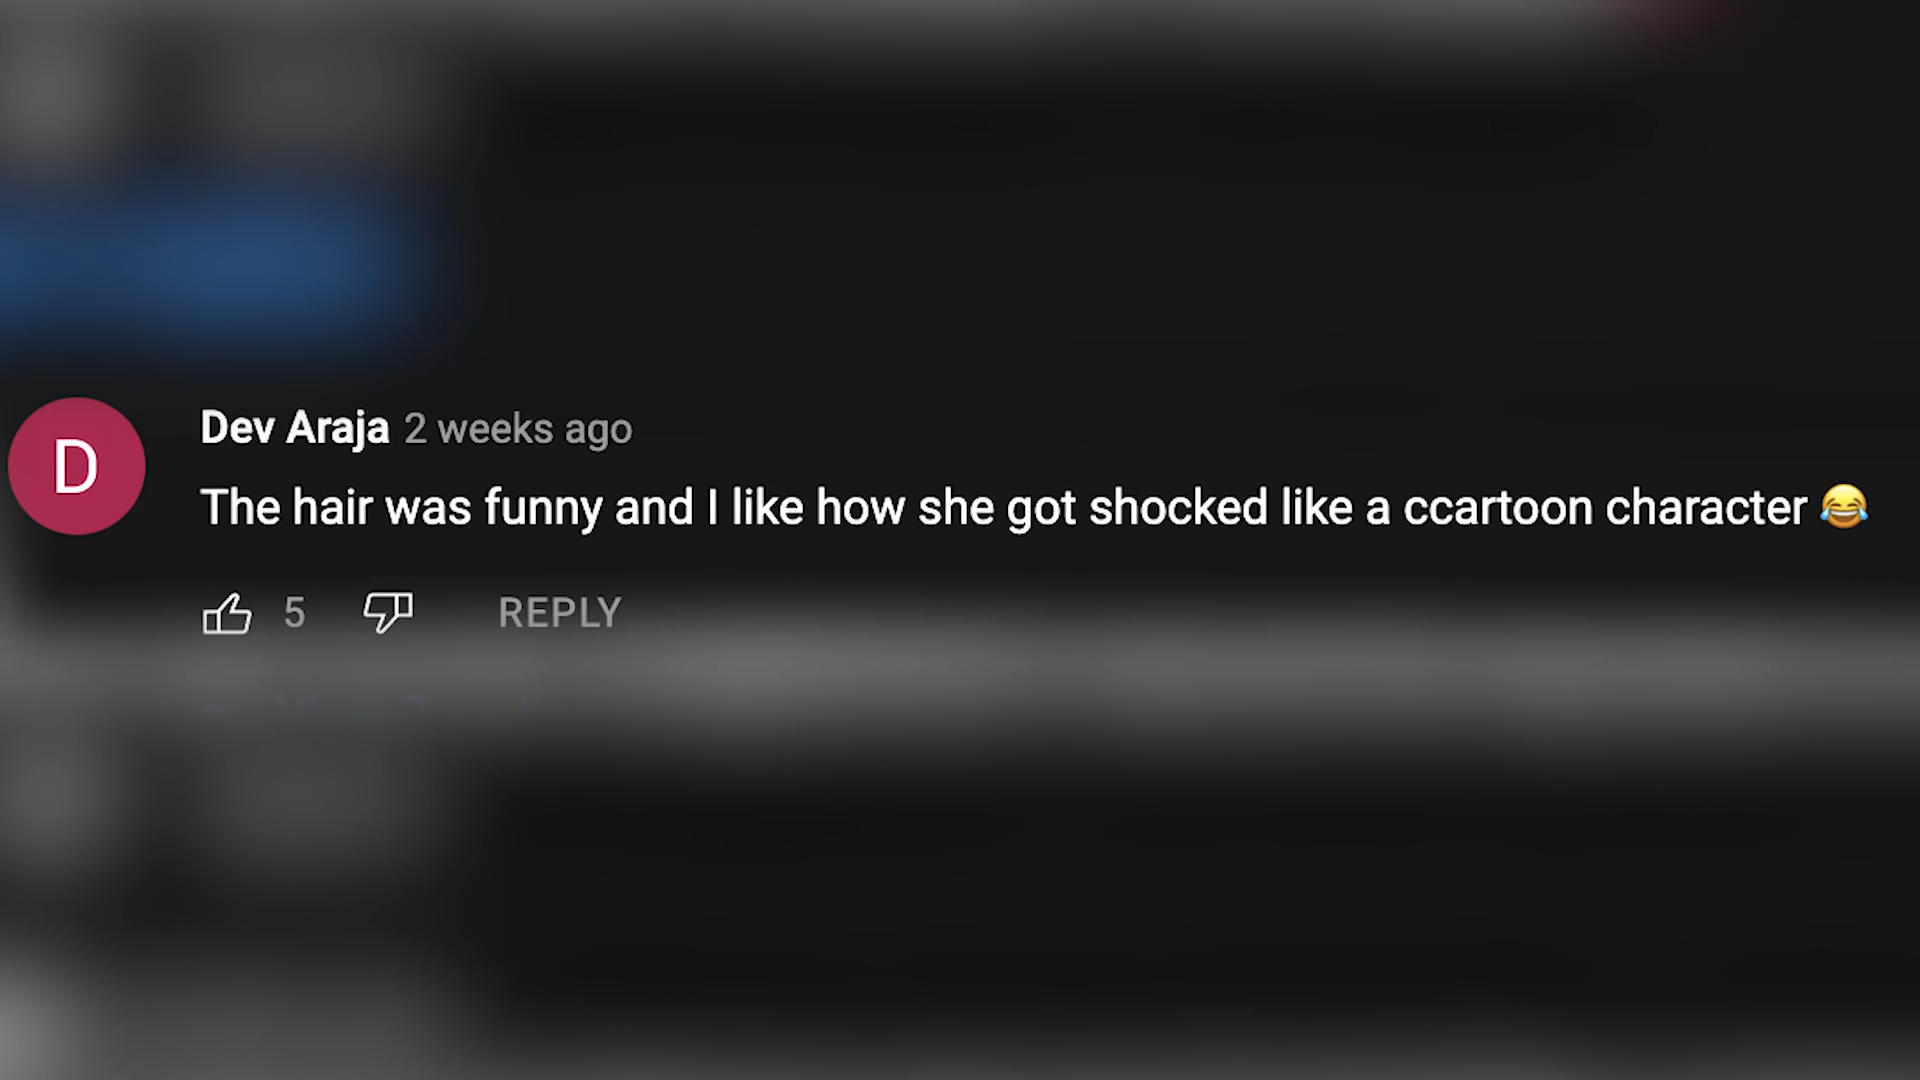 D
Dev Araja 2 weeks ago
The hair was funny and I like how she got shocked like a ccartoon character 😂
5 REPLY